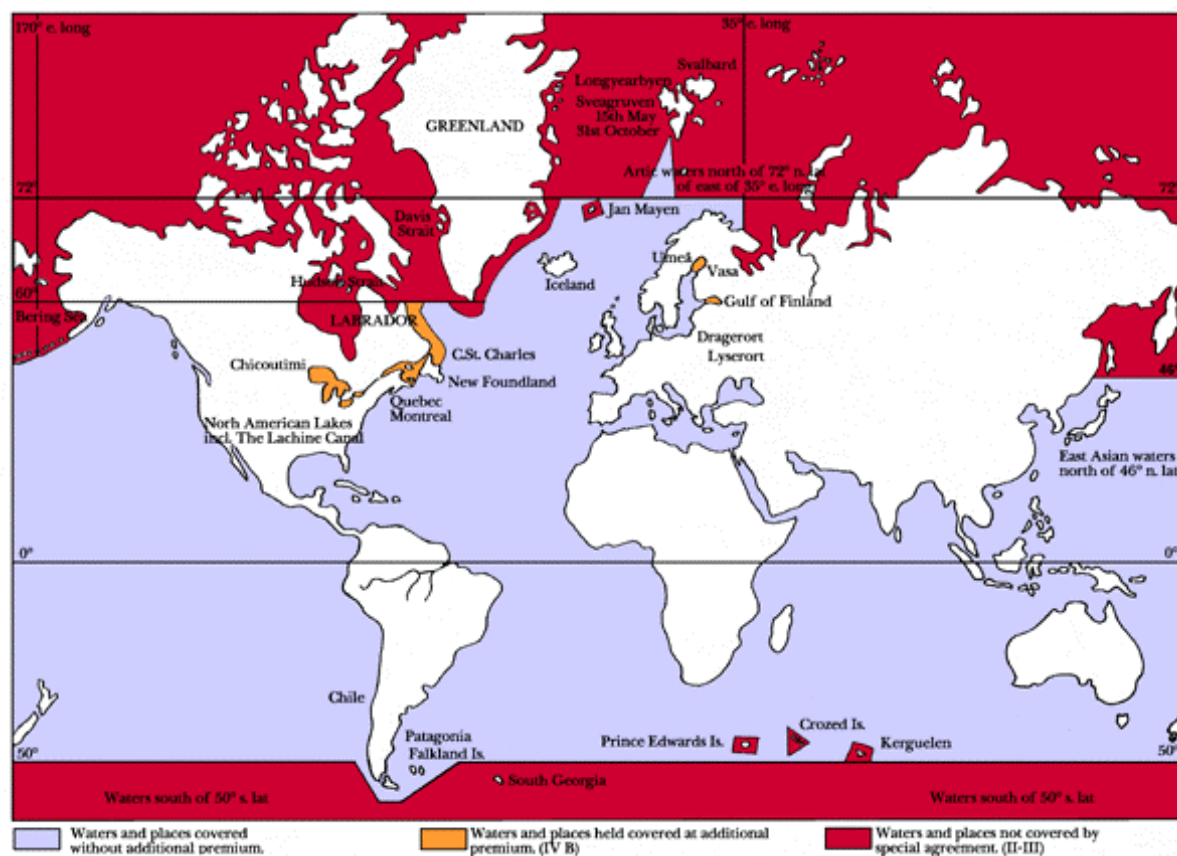 170° e. long
35° e. long
Svalbard
Longyearbyen
Sveagruven
15th May
31st October
GREENLAND
Artic waters north of 72° n. lat
of east of 35° e. long
72°
72°
Jan Mayen
Davis
Strait
Umeå
Vasa
Iceland
Hudson Strait
60°
Gulf of Finland
Bering Sea
LABRADOR
Dragerort
Lyserort
C.St. Charles
Chicoutimi
46°
New Foundland
Quebec
Montreal
Norh American Lakes
incl. The Lachine Canal
East Asian waters
north of 46° n. lat
0°
0°
Chile
Patagonia
Falkland Is.
Crozed Is.
Prince Edwards Is.
Kerguelen
50°
50°
South Georgia
Waters south of 50° s. lat
Waters south of 50° s. lat
Waters and places covered
without additional premium.
Waters and places held covered at additional
premium. (IV B)
Waters and places not covered by
special agreement. (II-III)